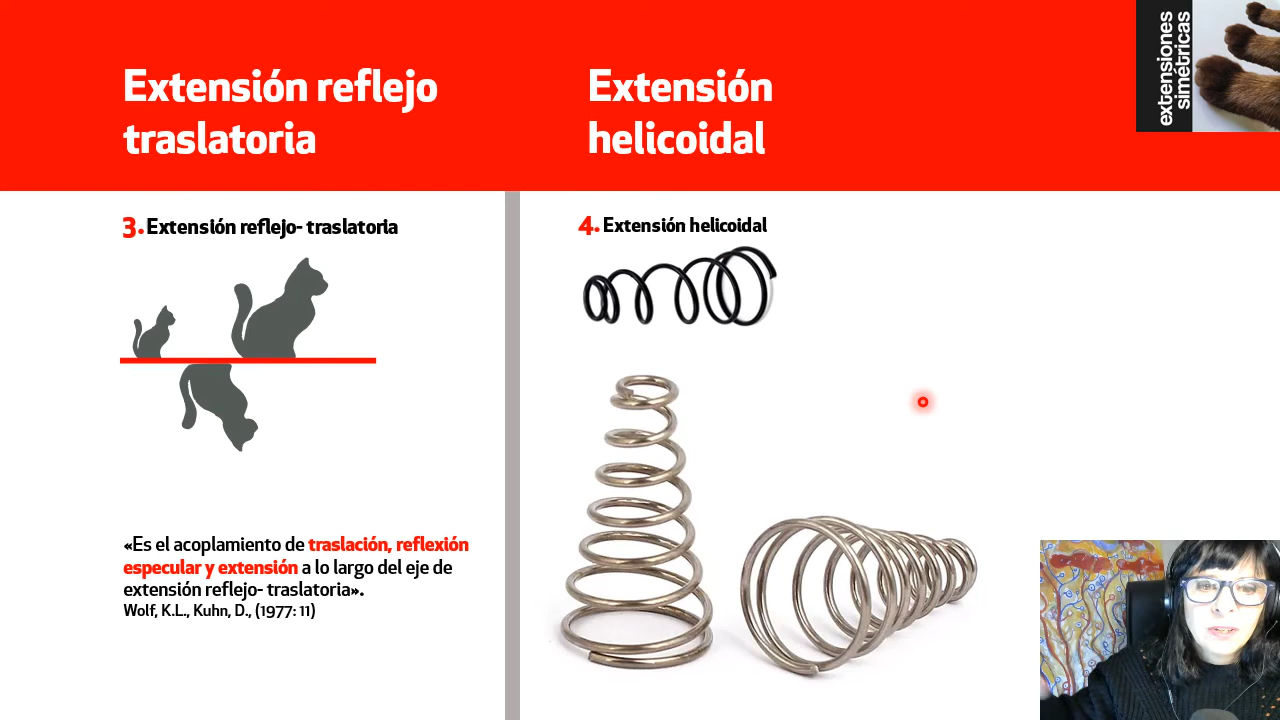 Extensión reflejo
traslatoria
Extensión
helicoidal
extensiones
simétricas
3. Extensión reflejo- traslatoria
«Es el acoplamiento de traslación, reflexión
especular y extensión a lo largo del eje de
extensión reflejo- traslatoria».
Wolf, K.L., Kuhn, D., (1977: 11)
4. Extensión helicoidal